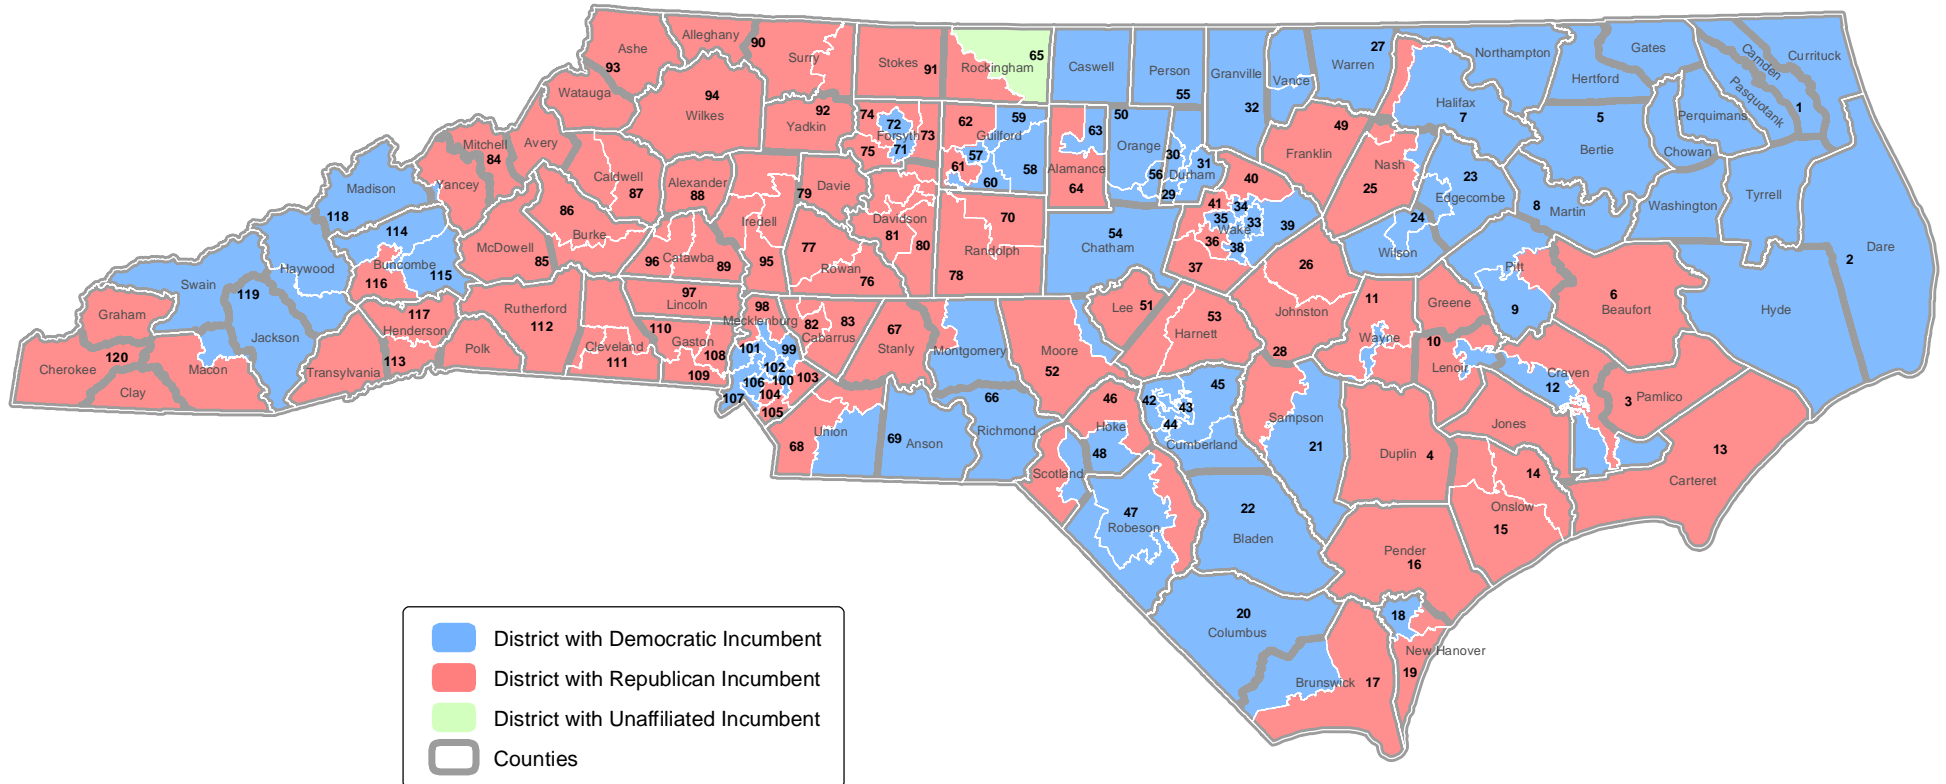 Ashe
93
Alleghany
90
Surry
Stokes
91
Rockingham
65
Caswell
Person
55
Granville
32
Vance
27
Warren
Northampton
Halifax
7
Gates
Hertford
5
Bertie
Camden
Pasquotank
Currituck
1
Perquimans
Chowan
Watauga
94
Wilkes
92
Yadkin
74
72
Forsyth
73
71
75
62
Guilford
59
57
61
60
58
63
Alamance
64
50
Orange
56
30
31
Durham
29
49
Franklin
Nash
25
23
Edgecombe
24
Wilson
8
Martin
Washington
Tyrrell
2
Dare
Hyde
Mitchell
84
Avery
Yancey
Caldwell
87
Alexander
88
Iredell
79
Davie
Davidson
81
80
70
Randolph
78
54
Chatham
40
41
34
35
33
Wake
36
38
39
37
26
Johnston
28
Madison
118
114
Buncombe
115
116
McDowell
85
86
Burke
96
Catawba
89
95
77
Rowan
76
Swain
119
Haywood
Jackson
Graham
120
Cherokee
Clay
Macon
117
Henderson
113
Transylvania
Polk
Rutherford
112
97
Lincoln
110
Gaston
108
109
Cleveland
111
98
Mecklenburg
101
99
102
106
100
103
104
107
105
82
83
Cabarrus
67
Stanly
Montgomery
Moore
52
Lee
51
53
Harnett
11
Wayne
Greene
10
Lenoir
Pitt
9
6
Beaufort
Craven
12
3
Pamlico
Jones
13
Carteret
68
Union
69
Anson
66
Richmond
Scotland
46
Hoke
48
42
45
43
44
Cumberland
Sampson
21
Duplin
4
14
Onslow
15
47
Robeson
22
Bladen
Pender
16
20
Columbus
18
New Hanover
19
Brunswick
17
District with Democratic Incumbent
District with Republican Incumbent
District with Unaffiliated Incumbent
Counties